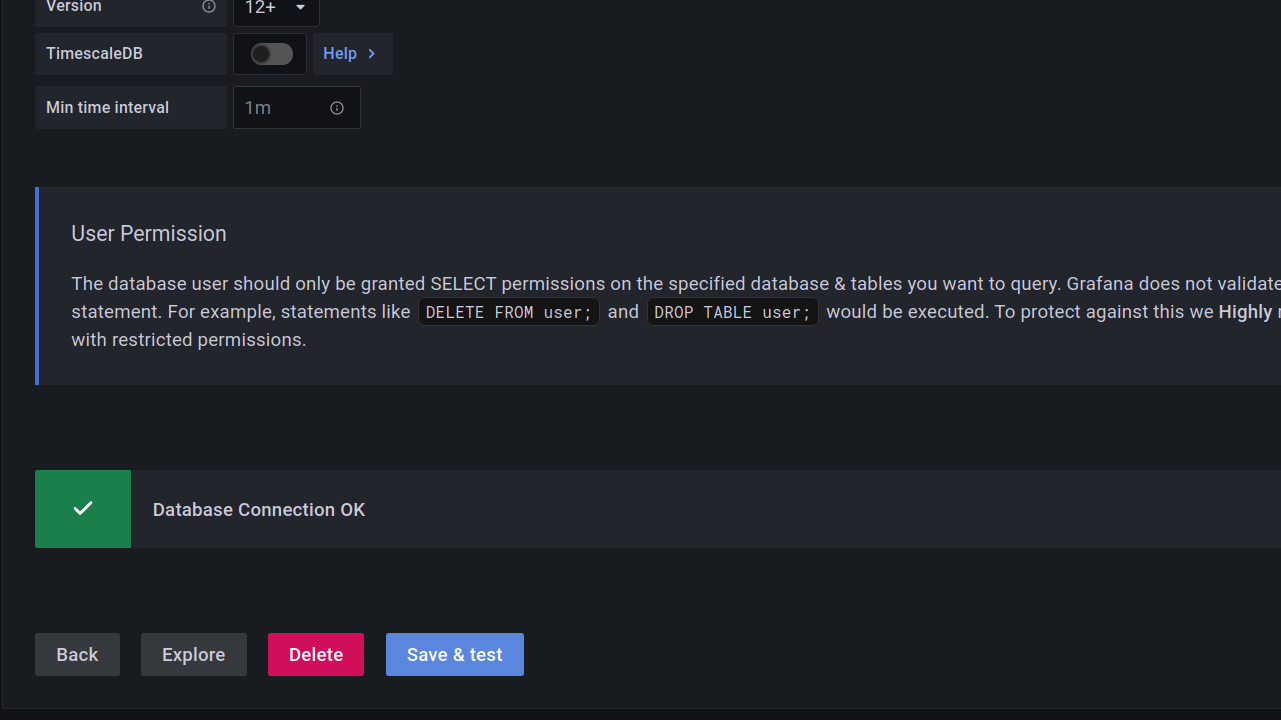 Version 12+
TimescaleDB Help
Min time interval 1m
User Permission
The database user should only be granted SELECT permissions on the specified database & tables you want to query. Grafana does not validate
statement. For example, statements like DELETE FROM user; and DROP TABLE user; would be executed. To protect against this we Highly
with restricted permissions.
Database Connection OK
Back Explore Delete Save & test